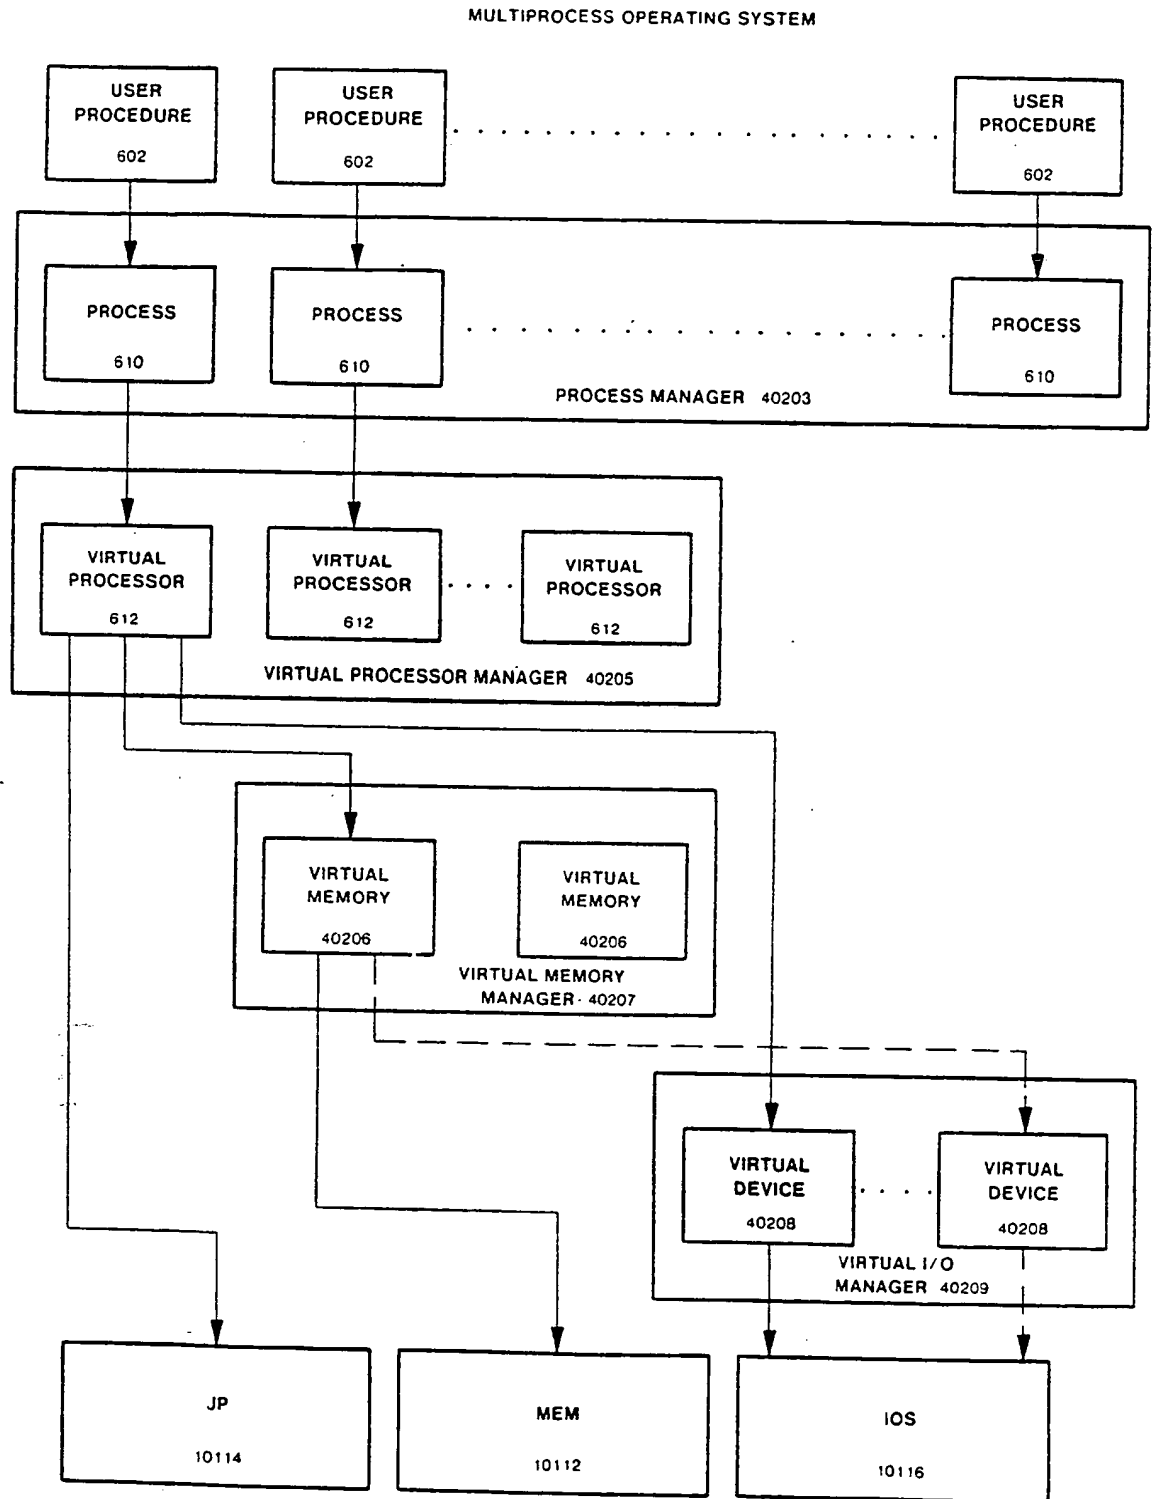 MULTIPROCESS OPERATING SYSTEM
USER
PROCEDURE
602
USER
PROCEDURE
602
USER
PROCEDURE
602
PROCESS
610
PROCESS
610
PROCESS
610
PROCESS MANAGER 40203
VIRTUAL
PROCESSOR
612
VIRTUAL
PROCESSOR
612
VIRTUAL
PROCESSOR
612
VIRTUAL PROCESSOR MANAGER 40205
VIRTUAL
MEMORY
40206
VIRTUAL
MEMORY
40206
VIRTUAL MEMORY
MANAGER 40207
VIRTUAL
DEVICE
40208
VIRTUAL
DEVICE
40208
VIRTUAL I/O
MANAGER 40209
JP
10114
MEM
10112
IOS
10116